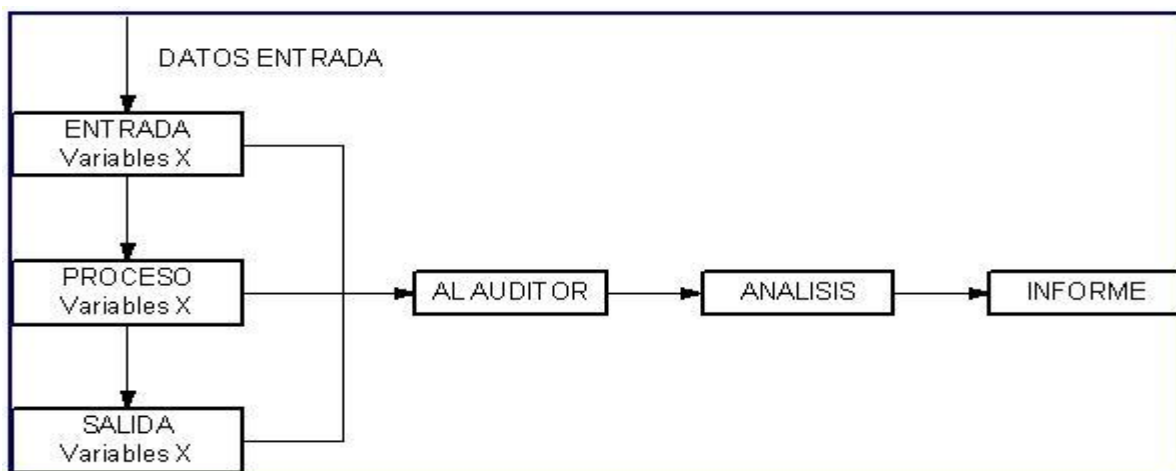 DATOS ENTRADA
ENTRADA
Variables X
PROCESO
Variables X
AL AUDITOR
ANALISIS
INFORME
SALIDA
Variables X